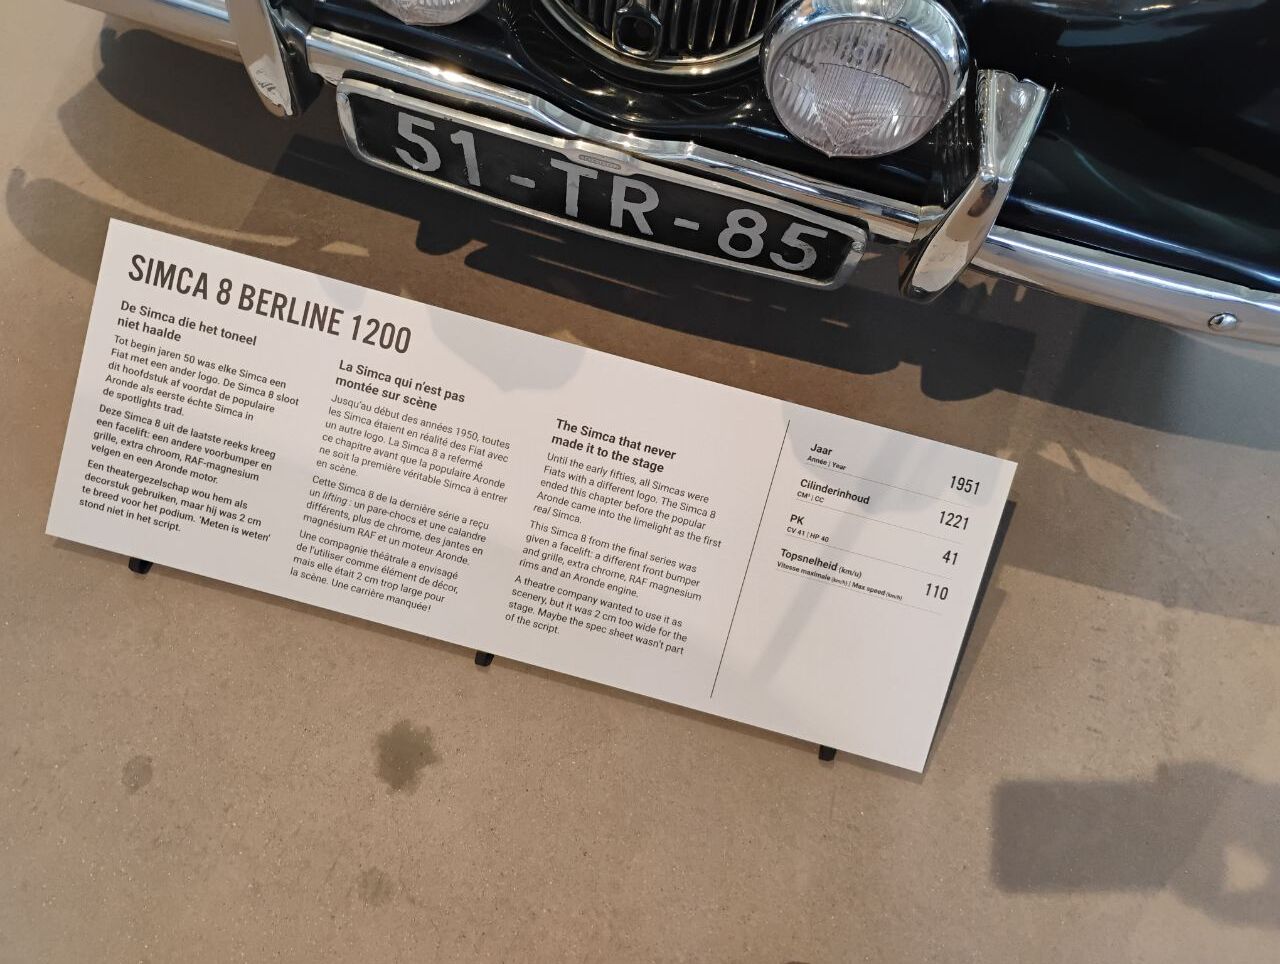 51-TR-85
SIMCA 8 BERLINE 1200
De Simca die het toneel
niet haalde
Tot begin jaren 50 was elke Simca een
Fiat met een ander logo. De Simca 8 sloot
dit hoofdstuk af voordat de populaire
Aronde als eerste échte Simca in
de spotlights trad.
Deze Simca 8 uit de laatste reeks kreeg
een facelift: een andere voorbumper en
grille, extra chroom, RAF-magnesium
velgen en een Aronde motor.
Een theatergezelschap wou hem als
decorstuk gebruiken, maar hij was 2 cm
te breed voor het podium. 'Meten is weten'
stond niet in het script.
La Simca qui n'est pas
montée sur scène
Jusqu'au début des années 1950, toutes
les Simca étaient en réalité des Fiat avec
un autre logo. La Simca 8 a refermé
ce chapitre avant que la populaire Aronde
ne soit la première véritable Simca à entrer
en scène.
Cette Simca 8 de la dernière série a reçu
un lifting : un pare-chocs et une calandre
différents, plus de chrome, des jantes en
magnésium RAF et un moteur Aronde.
Une compagnie théâtrale a envisagé
de l'utiliser comme élément de décor,
mais elle était 2 cm trop large pour
la scène. Une carrière manquée!
The Simca that never
made it to the stage
Until the early fifties, all Simcas were
Fiats with a different logo. The Simca 8
ended this chapter before the popular
Aronde came into the limelight as the first
real Simca.
This Simca 8 from the final series was
given a facelift: a different front bumper
and grille, extra chrome, RAF magnesium
rims and an Aronde engine.
A theatre company wanted to use it as
scenery, but it was 2 cm too wide for the
stage. Maybe the spec sheet wasn't part
of the script.
Jaar 1951
Année | Year
Cilinderinhoud 1221
CM³ | CC
PK 41
CV 41 | HP 40
Topsnelheid (km/u) 110
Vitesse maximale (km/h) | Max speed (km/h)